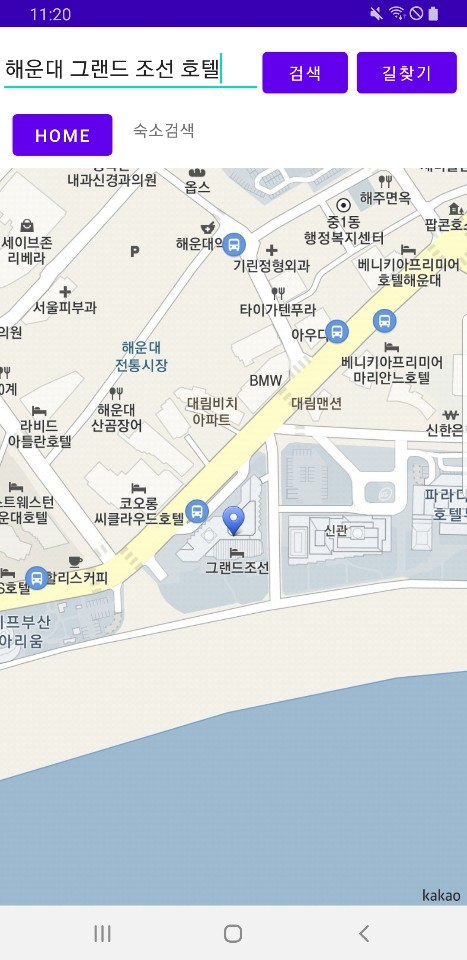 11:20
해운대 그랜드 조선 호텔
검색
길찾기
HOME
숙소검색
내과신경과의원
옵스
해주면옥
중1동
행정복지센터
팝콘호스
세이브존
리베라
P
해운대역
기린정형외과
베니키아프리미어
호텔해운대
서울피부과
타이가텐푸라
의원
해운대
전통시장
아우디
베니키아프리미어
마리안느호텔
BMW
해운대
산곰장어
대림비치
아파트
대림맨션
라비드
아틀란호텔
신한은
코오롱
씨클라우드호텔
파라다
호텔부
스트웨스턴
운대호텔
신관
그랜드조선
할리스커피
S호텔
이프부산
아리움
kakao